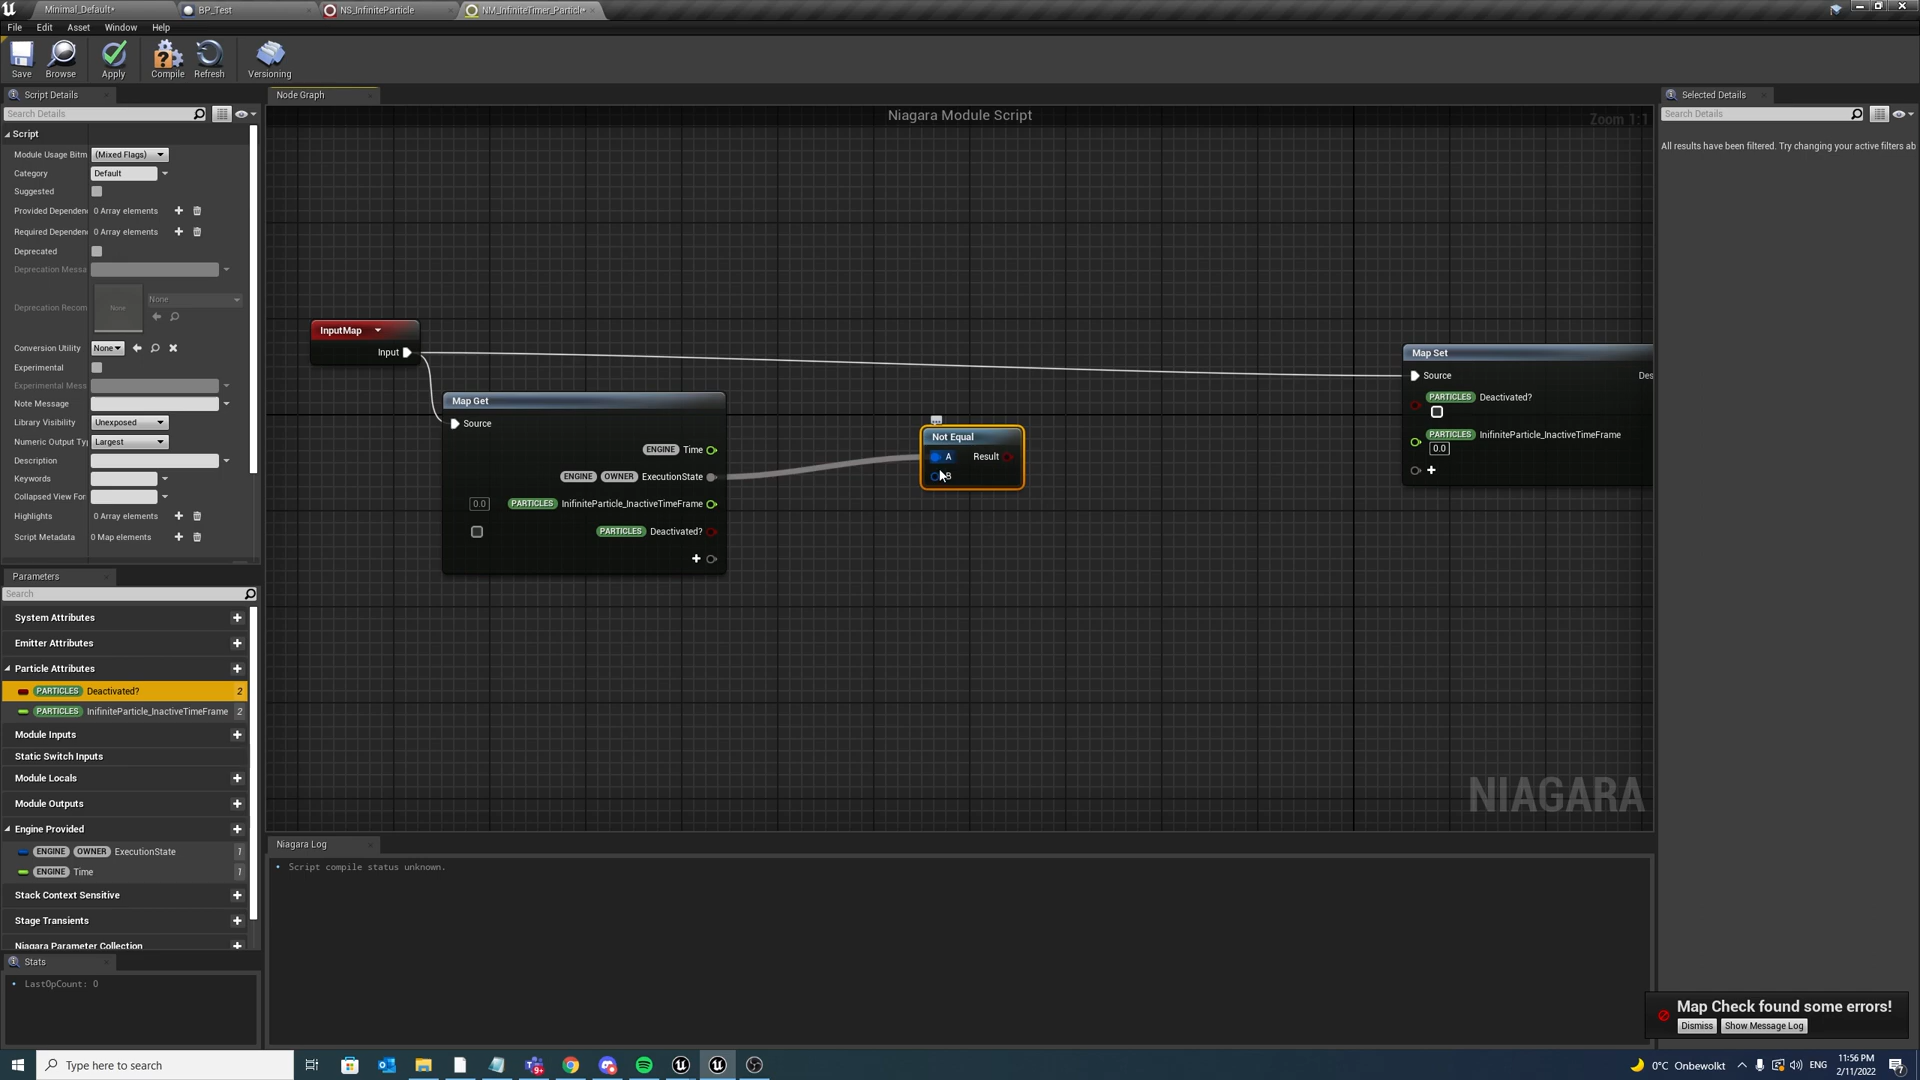 Minimal_Default*
BP_Test
NS_InfiniteParticle
NM_InfiniteTimer_Particle*
File Edit Asset Window Help
Save Browse Apply Compile Refresh Versioning
Script Details
Search Details
Script
Module Usage Bitm (Mixed Flags)
Category Default
Suggested
Provided Dependen 0 Array elements
Required Dependen 0 Array elements
Deprecated
Deprecation Messa
Deprecation Recom None None
Conversion Utility None
Experimental
Experimental Mess
Note Message
Library Visibility Unexposed
Numeric Output Typ Largest
Description
Keywords
Collapsed View For
Highlights 0 Array elements
Script Metadata 0 Map elements
Parameters
Search
System Attributes
Emitter Attributes
Particle Attributes
PARTICLES Deactivated? 2
PARTICLES InifiniteParticle_InactiveTimeFrame 2
Module Inputs
Static Switch Inputs
Module Locals
Module Outputs
Engine Provided
ENGINE OWNER ExecutionState 1
ENGINE Time 1
Stack Context Sensitive
Stage Transients
Niagara Parameter Collection
Stats
LastOpCount: 0
Node Graph
Niagara Module Script
Zoom 1:1
InputMap
Input
Map Get
Source
ENGINE Time
ENGINE OWNER ExecutionState
0.0 PARTICLES InifiniteParticle_InactiveTimeFrame
PARTICLES Deactivated?
Not Equal
A Result
B
Map Set
Source Des
PARTICLES Deactivated?
PARTICLES InifiniteParticle_InactiveTimeFrame
0.0
NIAGARA
Niagara Log
Script compile status unknown.
Selected Details
Search Details
All results have been filtered. Try changing your active filters ab
Map Check found some errors!
Dismiss Show Message Log
Type here to search
0°C Onbewolkt
ENG
11:56 PM
2/11/2022